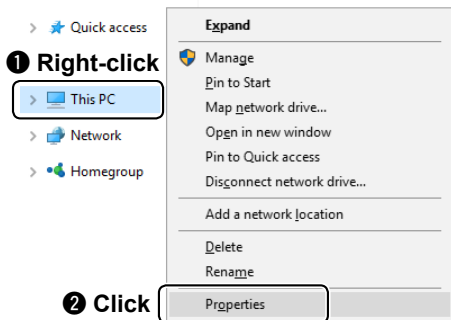 Quick access
❶ Right-click
This PC
Network
Homegroup
Expand
Manage
Pin to Start
Map network drive...
Open in new window
Pin to Quick access
Disconnect network drive...
Add a network location
Delete
Rename
❷ Click
Properties